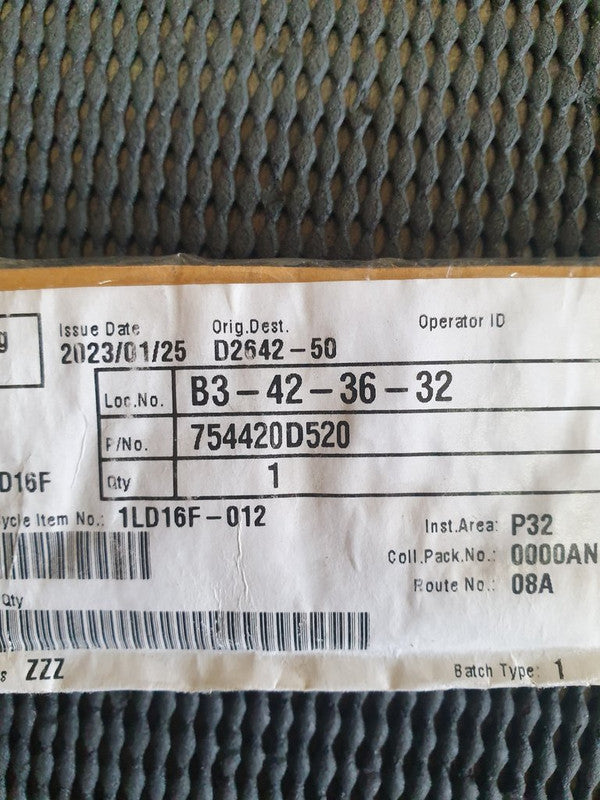 g
Issue Date Orig.Dest. Operator ID
2023/01/25 D2642-50
Loc.No. B3-42-36-32
P/No. 754420D520
Qty 1
D16F
ycle Item No.: 1LD16F-012
Inst.Area: P32
Coll.Pack.No.: 0000AN
Route No.: 08A
Qty
s ZZZ
Batch Type: 1